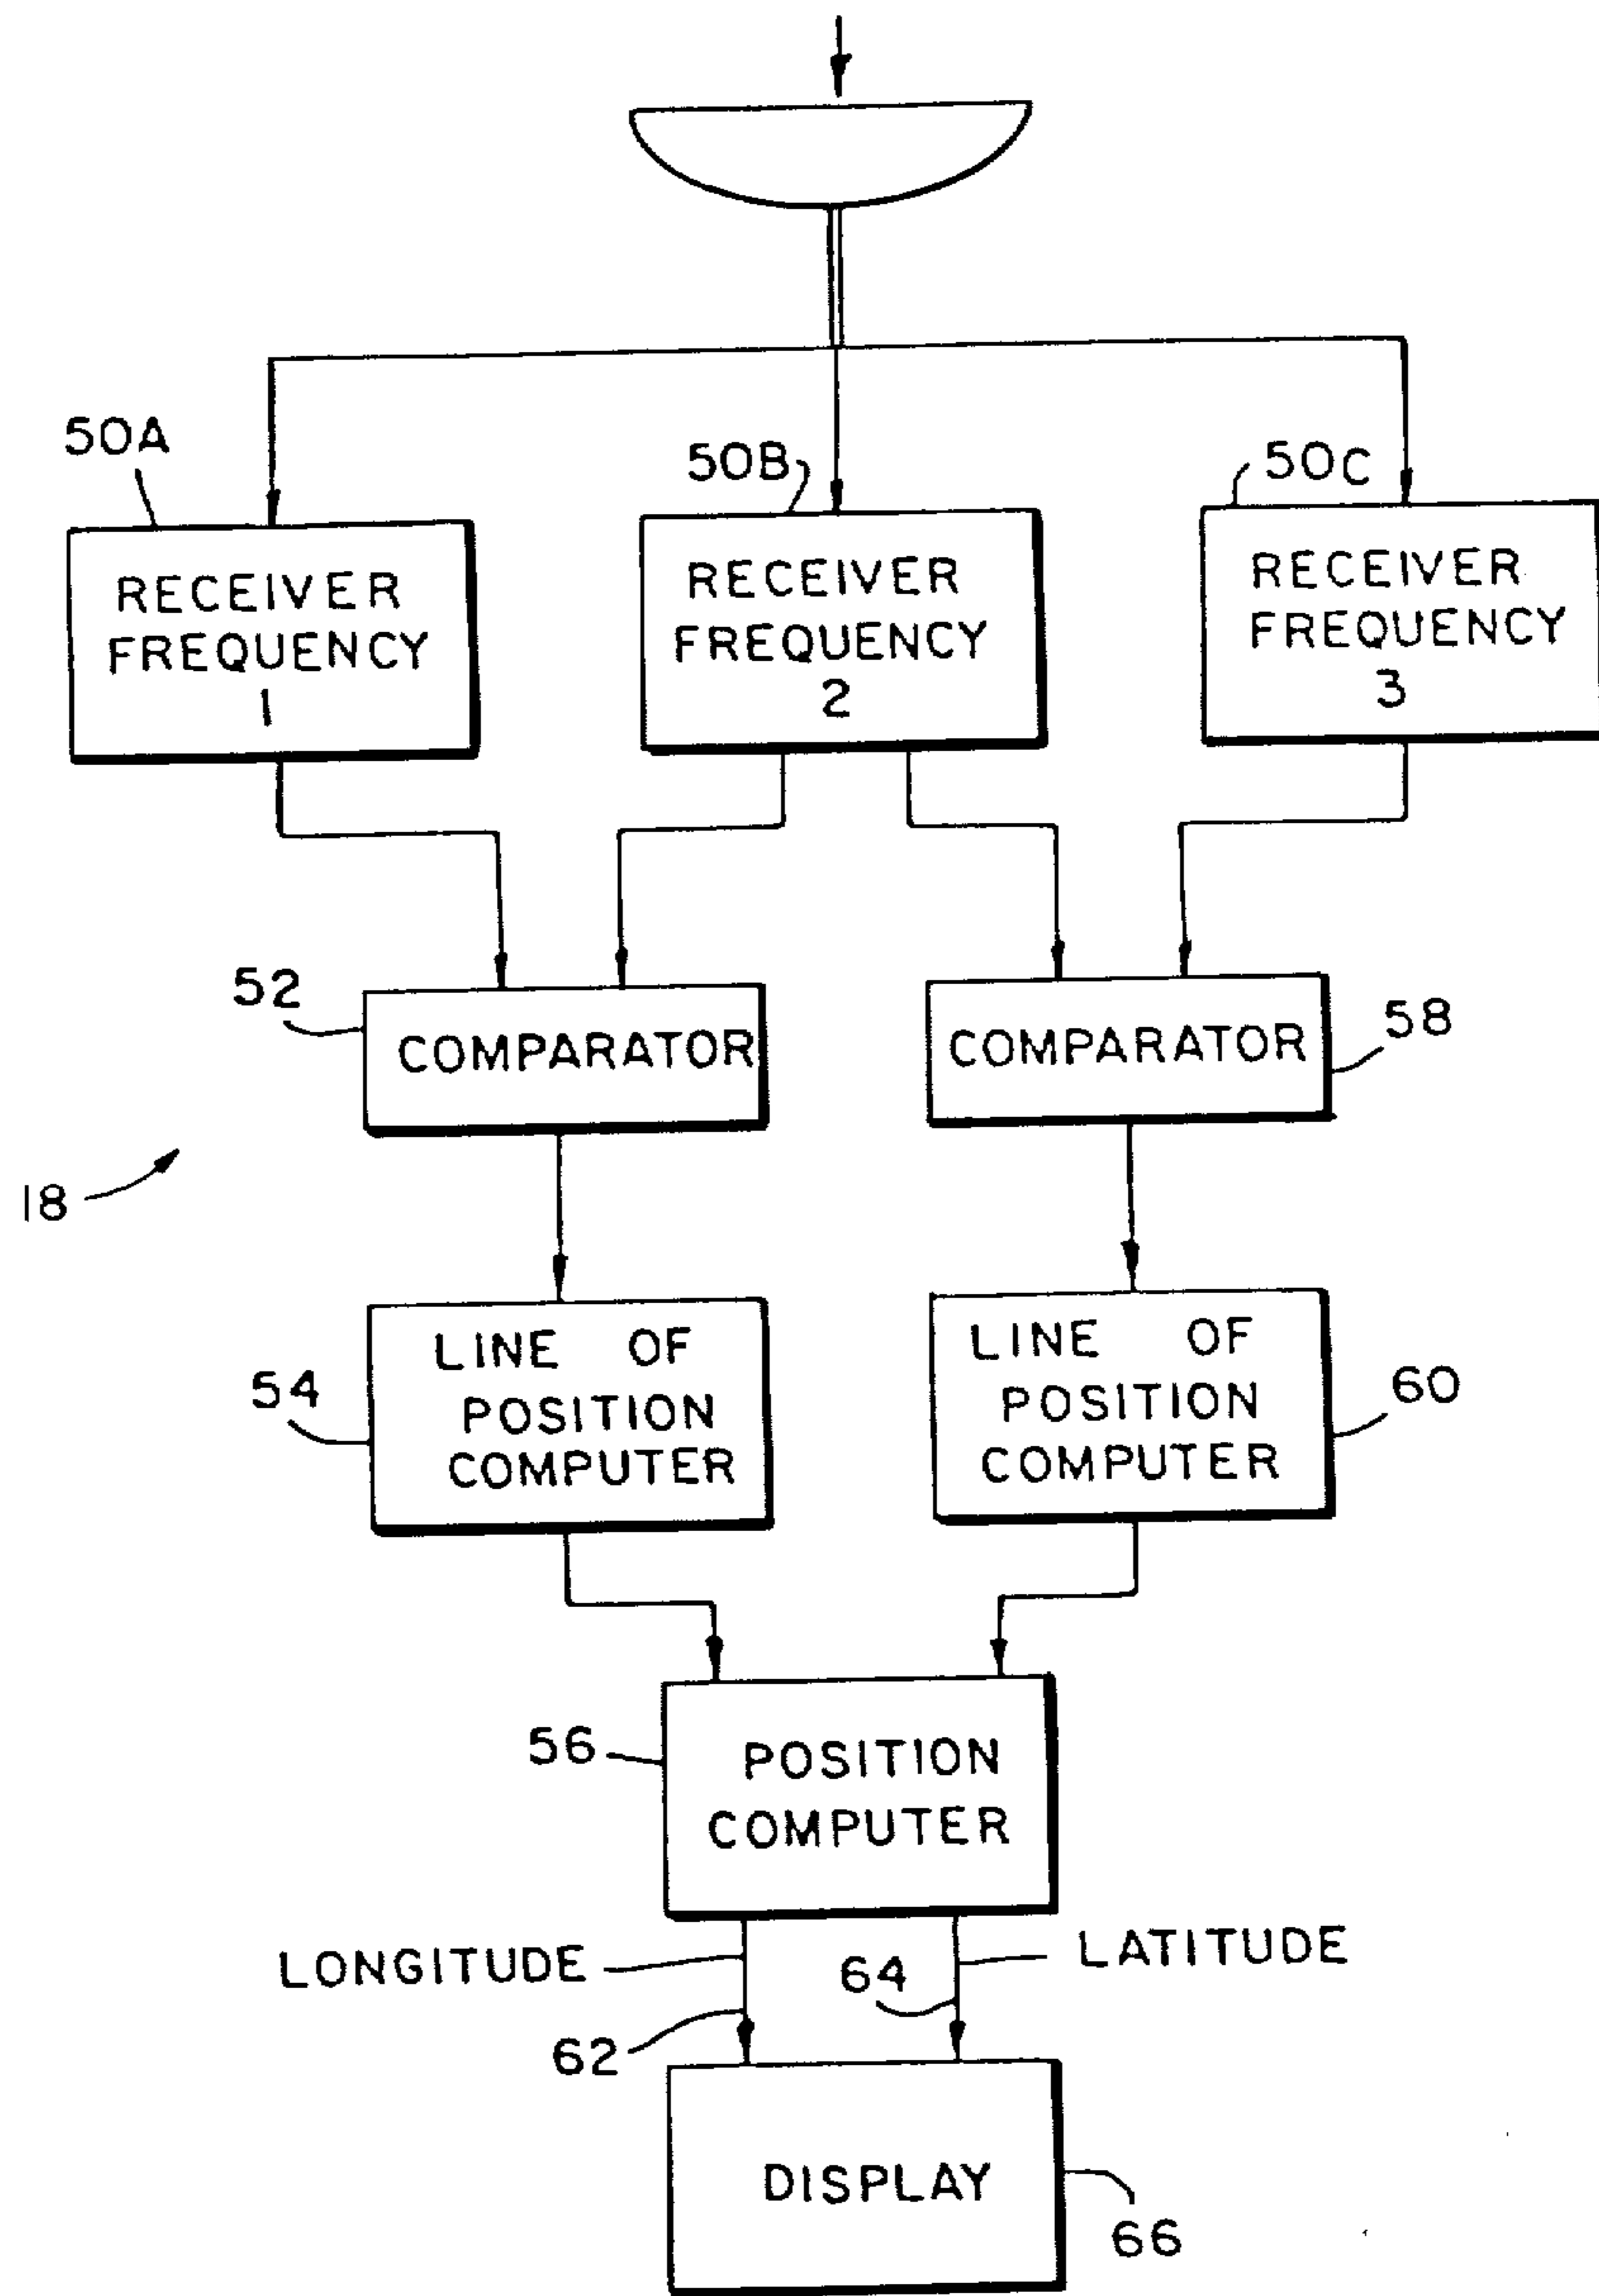 50A
50B
50C
RECEIVER
FREQUENCY
1
RECEIVER
FREQUENCY
2
RECEIVER
FREQUENCY
3
52
COMPARATOR
COMPARATOR
58
18
54
LINE OF
POSITION
COMPUTER
LINE OF
POSITION
COMPUTER
60
56
POSITION
COMPUTER
LONGITUDE
64
LATITUDE
62
DISPLAY
66